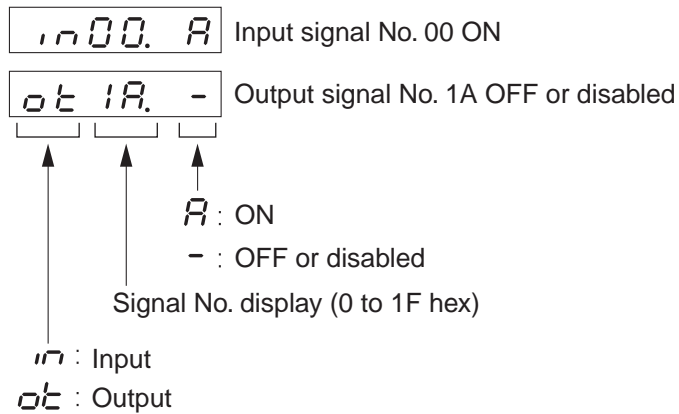 in00. A Input signal No. 00 ON
ot 1A. - Output signal No. 1A OFF or disabled
A : ON
- : OFF or disabled
Signal No. display (0 to 1F hex)
in : Input
ot : Output